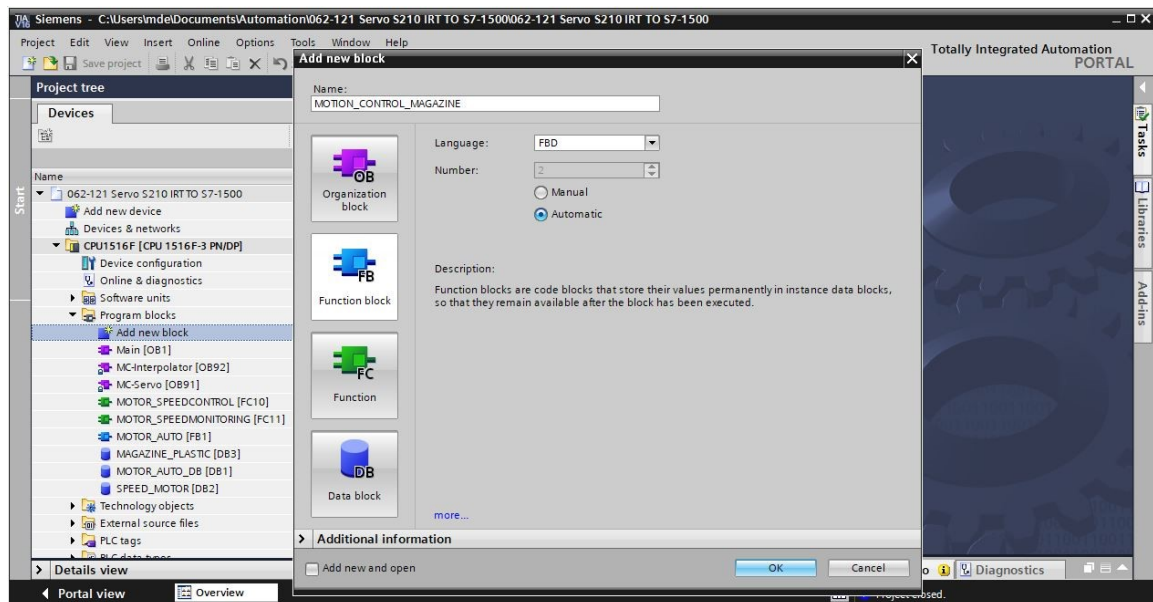 Siemens - C:\Users\mde\Documents\Automation\062-121 Servo S210 IRT TO S7-1500\062-121 Servo S210 IRT TO S7-1500
Project Edit View Insert Online Options Tools Window Help
Save project
Totally Integrated Automation
PORTAL
Project tree
Devices
Name
062-121 Servo S210 IRT TO S7-1500
Add new device
Devices & networks
CPU1516F [CPU 1516F-3 PN/DP]
Device configuration
Online & diagnostics
Software units
Program blocks
Add new block
Main [OB1]
MC-Interpolator [OB92]
MC-Servo [OB91]
MOTOR_SPEEDCONTROL [FC10]
MOTOR_SPEEDMONITORING [FC11]
MOTOR_AUTO [FB1]
MAGAZINE_PLASTIC [DB3]
MOTOR_AUTO_DB [DB1]
SPEED_MOTOR [DB2]
Technology objects
External source files
PLC tags
PLC data types
Details view
Portal view
Overview
Start
Add new block
Name:
MOTION_CONTROL_MAGAZINE
OB
Organization
block
FB
Function block
FC
Function
DB
Data block
Language:
FBD
Number:
2
Manual
Automatic
Description:
Function blocks are code blocks that store their values permanently in instance data blocks,
so that they remain available after the block has been executed.
more...
Additional information
Add new and open
OK
Cancel
Tasks
Libraries
Add-ins
Diagnostics